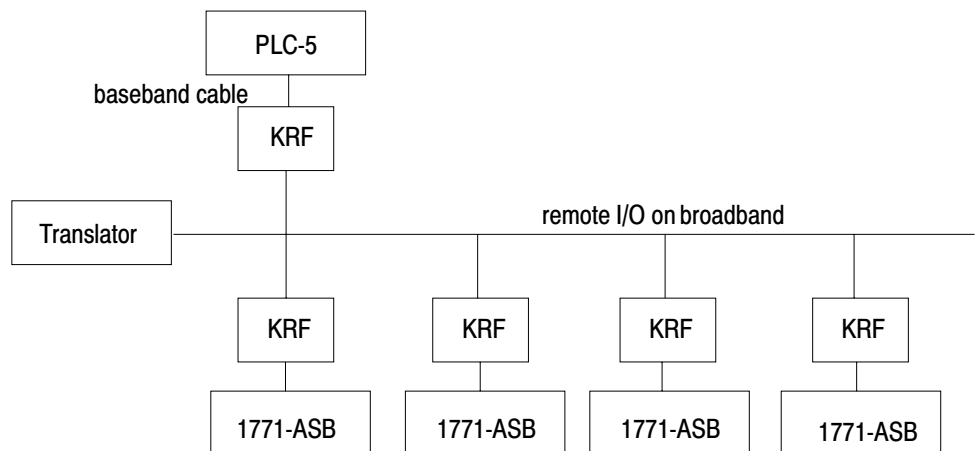 PLC-5
baseband cable
KRF
remote I/O on broadband
Translator
KRF
KRF
KRF
KRF
1771-ASB
1771-ASB
1771-ASB
1771-ASB